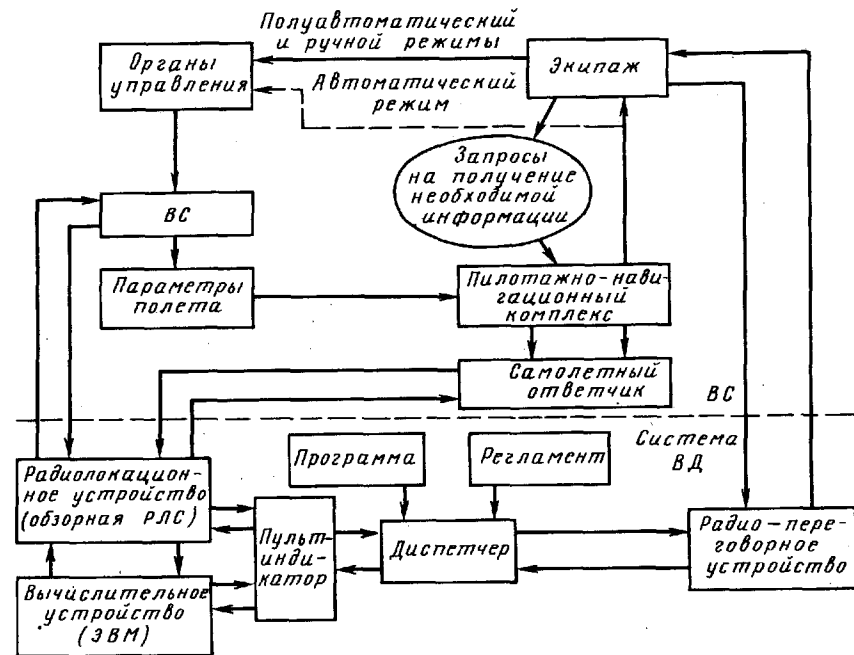 Полуавтоматический
и ручной режимы
Органы
управления
Экипаж
Автоматический
режим
Запросы
на получение
необходимой
информации
ВС
Параметры
полета
Пилотажно-нави-
гационный
комплекс
Самолетный
ответчик
ВС
Система
ВД
Программа
Регламент
Радиолокацион-
ное устройство
(обзорная РЛС)
Пульт-
инди-
катор
Диспетчер
Радио-пере-
говорное
устройство
Вычислительное
устройство
(ЭВМ)